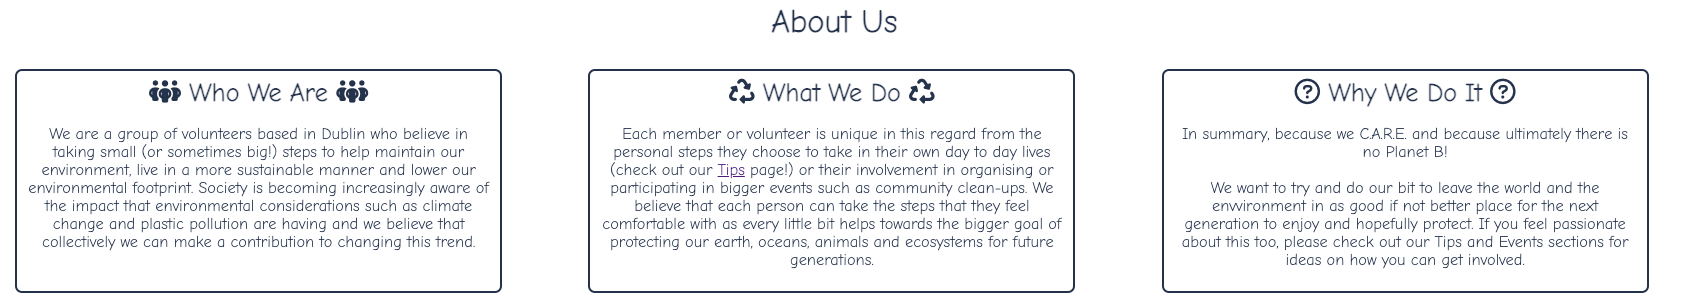 About Us
Who We Are
We are a group of volunteers based in Dublin who believe in
taking small (or sometimes big!) steps to help maintain our
environment, live in a more sustainable manner and lower our
environmental footprint. Society is becoming increasingly aware of
the impact that environmental considerations such as climate
change and plastic pollution are having and we believe that
collectively we can make a contribution to changing this trend.
What We Do
Each member or volunteer is unique in this regard from the
personal steps they choose to take in their own day to day lives
(check out our Tips page!) or their involvement in organising or
participating in bigger events such as community clean-ups. We
believe that each person can take the steps that they feel
comfortable with as every little bit helps towards the bigger goal of
protecting our earth, oceans, animals and ecosystems for future
generations.
Why We Do It
In summary, because we C.A.R.E. and because ultimately there is
no Planet B!
We want to try and do our bit to leave the world and the
envvironment in as good if not better place for the next
generation to enjoy and hopefully protect. If you feel passionate
about this too, please check out our Tips and Events sections for
ideas on how you can get involved.